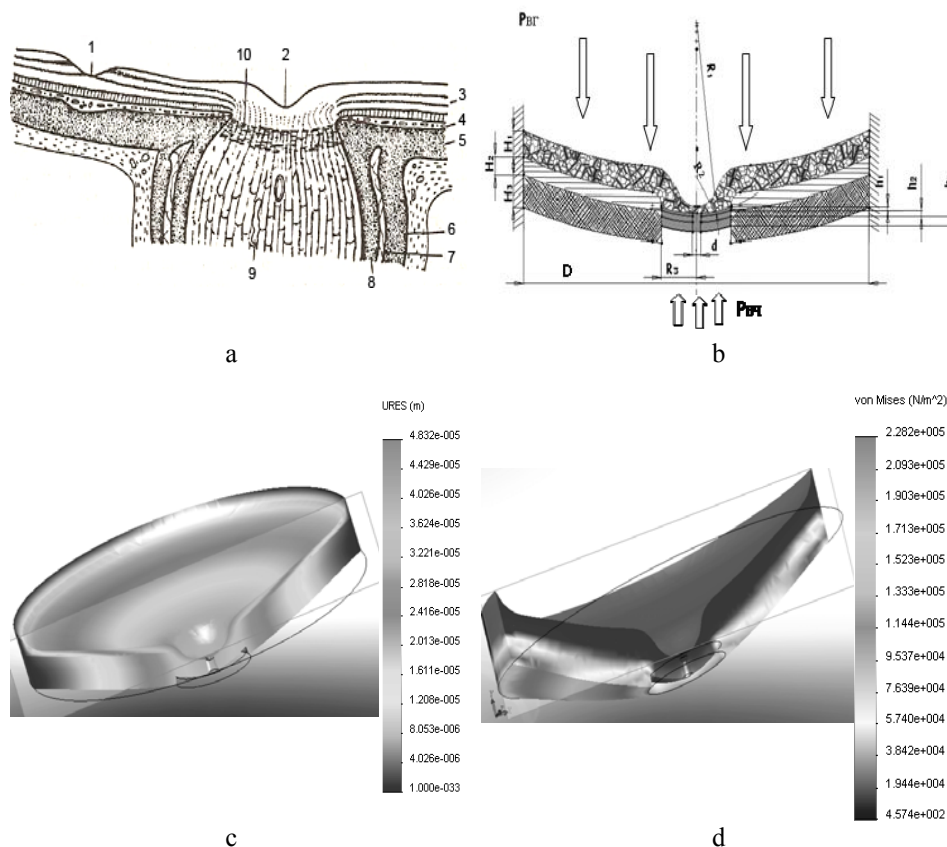 1
10
2
3
4
5
6
7
8
9
a
Pвг
R₁
R₂
H₁
H₂
H₃
h₁
h₂
d
R₃
D
Pвч
b
URES (m)
4.832e-005
4.429e-005
4.026e-005
3.624e-005
3.221e-005
2.818e-005
2.416e-005
2.013e-005
1.611e-005
1.208e-005
8.053e-006
4.026e-006
1.000e-033
c
von Mises (N/m^2)
2.282e+005
2.093e+005
1.903e+005
1.713e+005
1.523e+005
1.333e+005
1.144e+005
9.537e+004
7.639e+004
5.740e+004
3.842e+004
1.944e+004
4.574e+002
d